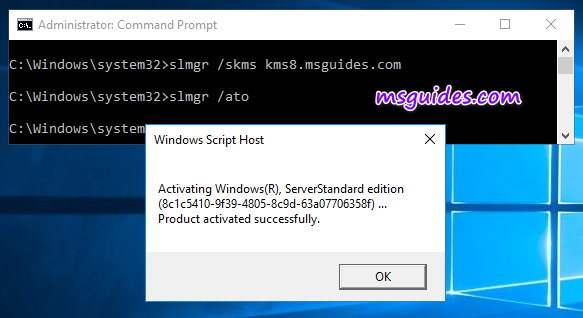 Administrator: Command Prompt
C:\Windows\system32>slmgr /skms kms8.msguides.com
C:\Windows\system32>slmgr /ato
msguides.com
C:\Windows\system32
Windows Script Host
Activating Windows(R), ServerStandard edition
(8c1c5410-9f39-4805-8c9d-63a07706358f) ...
Product activated successfully.
OK